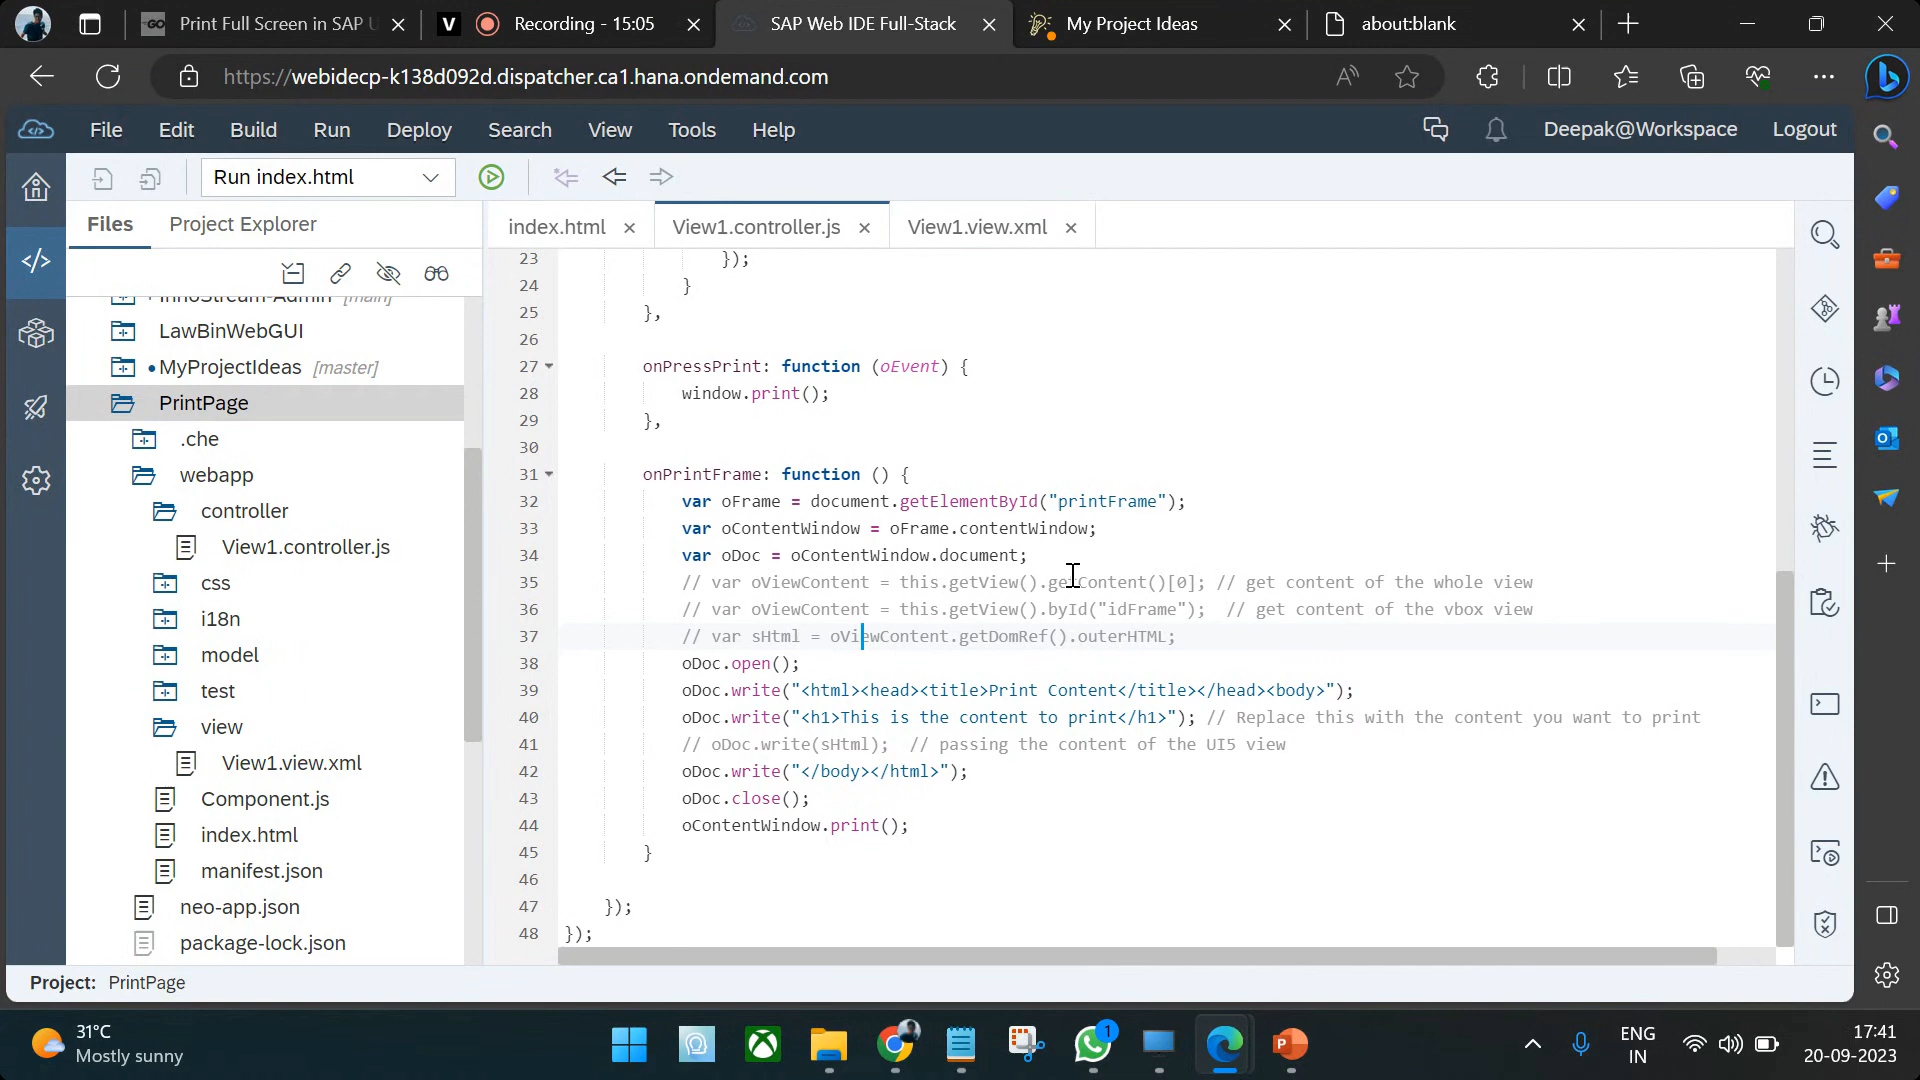 Print Full Screen in SAP U
V
Recording - 15:05
SAP Web IDE Full-Stack
My Project Ideas
about:blank
https://webidecp-k138d092d.dispatcher.ca1.hana.ondemand.com
File Edit Build Run Deploy Search View Tools Help
Deepak@Workspace Logout
Run index.html
Files Project Explorer
index.html View1.controller.js View1.view.xml
InnoStream-Admin [main]
LawBinWebGUI
MyProjectIdeas [master]
PrintPage
.che
webapp
controller
View1.controller.js
css
i18n
model
test
view
View1.view.xml
Component.js
index.html
manifest.json
neo-app.json
package-lock.json
23 });
24 }
25 },
26
27 onPressPrint: function (oEvent) {
28 window.print();
29 },
30
31 onPrintFrame: function () {
32 var oFrame = document.getElementById("printFrame");
33 var oContentWindow = oFrame.contentWindow;
34 var oDoc = oContentWindow.document;
35 // var oViewContent = this.getView().getContent()[0]; // get content of the whole view
36 // var oViewContent = this.getView().byId("idFrame"); // get content of the vbox view
37 // var sHtml = oViewContent.getDomRef().outerHTML;
38 oDoc.open();
39 oDoc.write("<html><head><title>Print Content</title></head><body>");
40 oDoc.write("<h1>This is the content to print</h1>"); // Replace this with the content you want to print
41 // oDoc.write(sHtml); // passing the content of the UI5 view
42 oDoc.write("</body></html>");
43 oDoc.close();
44 oContentWindow.print();
45 }
46
47 });
48 });
Project: PrintPage
31°C
Mostly sunny
1
ENG
IN
17:41
20-09-2023